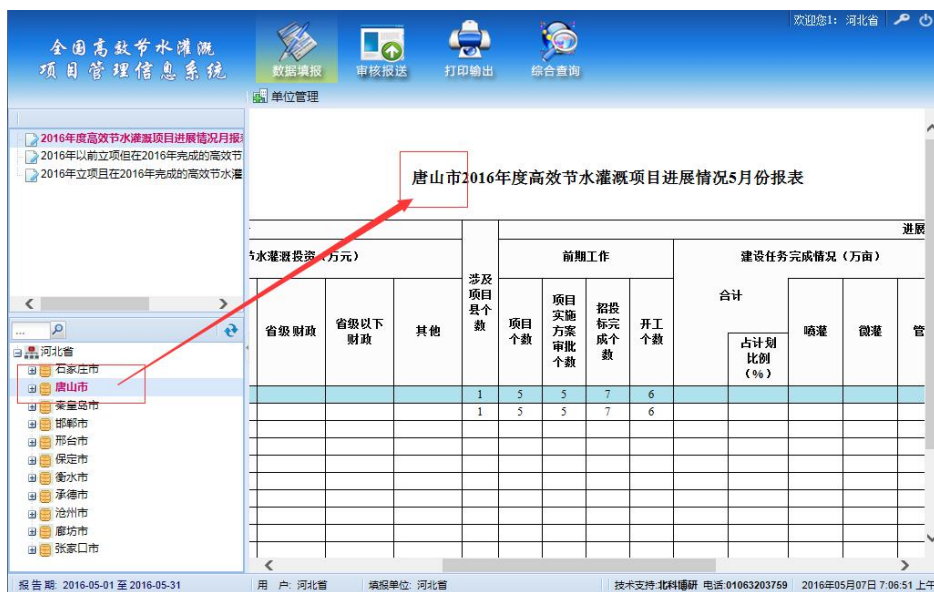 欢迎您1: 河北省
全国高效节水灌溉
项目管理信息系统
数据填报 审核报送 打印输出 综合查询
单位管理
2016年度高效节水灌溉项目进展情况月报
2016年以前立项但在2016年完成的高效节
2016年立项且在2016年完成的高效节水灌
唐山市2016年度高效节水灌溉项目进展情况5月份报表
进展
节水灌溉投资（万元）
涉及项目县个数
前期工作
建设任务完成情况（万亩）
省级财政
省级以下财政
其他
项目个数
项目实施方案审批个数
招投标完成个数
开工个数
合计
占计划比例（%）
喷灌
微灌
管
1 5 5 7 6
1 5 5 7 6
...
河北省
石家庄市
唐山市
秦皇岛市
邯郸市
邢台市
保定市
衡水市
承德市
沧州市
廊坊市
张家口市
报告期: 2016-05-01 至 2016-05-31 用 户: 河北省 填报单位: 河北省 技术支持:北科博研 电话:01063203759 2016年05月07日 7:06:51 上午